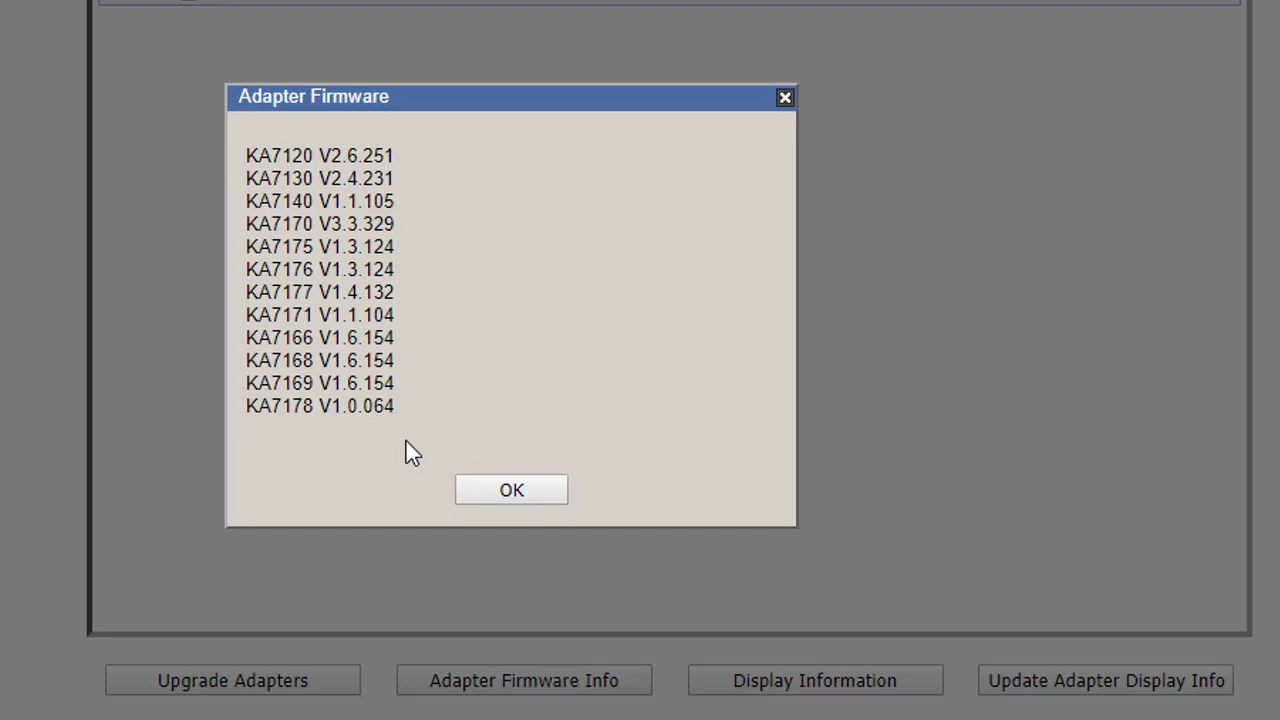 Adapter Firmware
KA7120 V2.6.251
KA7130 V2.4.231
KA7140 V1.1.105
KA7170 V3.3.329
KA7175 V1.3.124
KA7176 V1.3.124
KA7177 V1.4.132
KA7171 V1.1.104
KA7166 V1.6.154
KA7168 V1.6.154
KA7169 V1.6.154
KA7178 V1.0.064
OK
Upgrade Adapters
Adapter Firmware Info
Display Information
Update Adapter Display Info